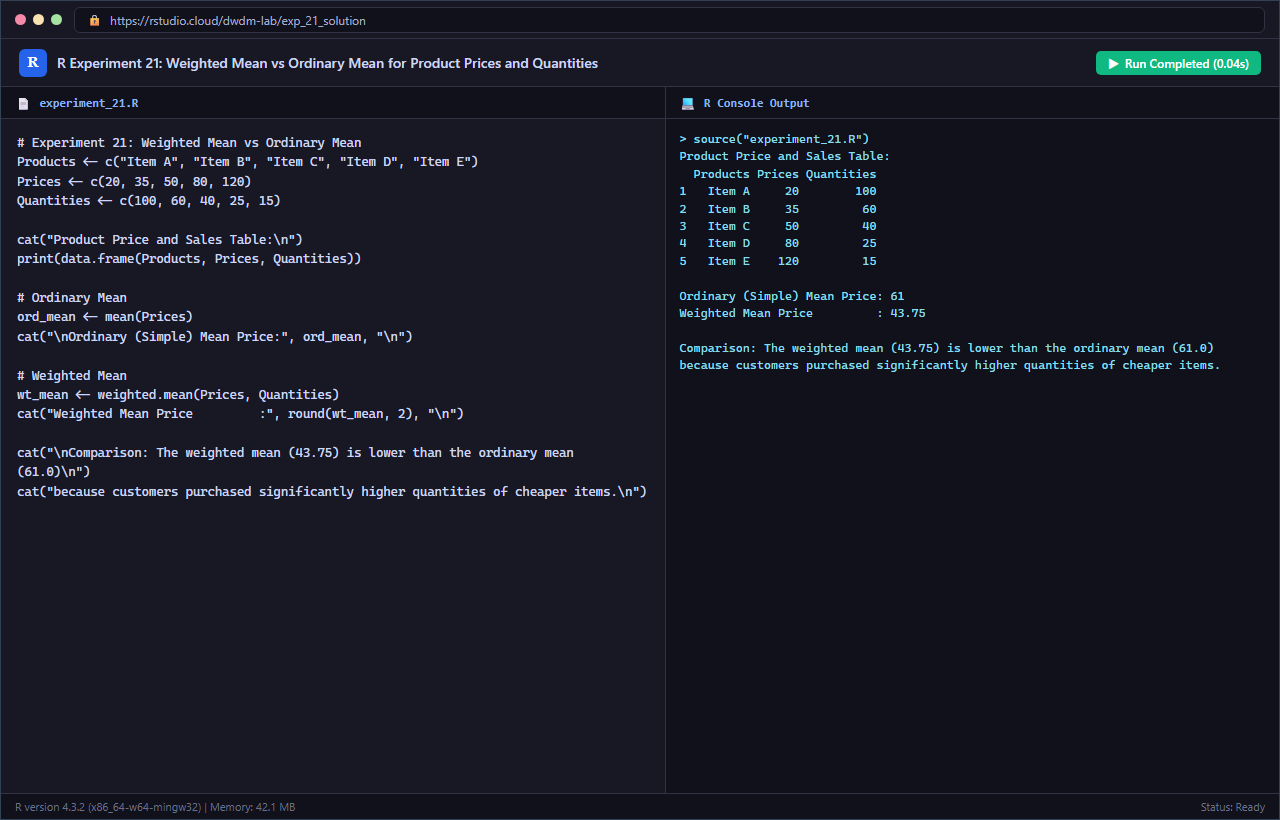 https://rstudio.cloud/dwdm-lab/exp_21_solution
R
R Experiment 21: Weighted Mean vs Ordinary Mean for Product Prices and Quantities
▶ Run Completed (0.04s)
experiment_21.R
# Experiment 21: Weighted Mean vs Ordinary Mean
Products <- c("Item A", "Item B", "Item C", "Item D", "Item E")
Prices <- c(20, 35, 50, 80, 120)
Quantities <- c(100, 60, 40, 25, 15)
cat("Product Price and Sales Table:\n")
print(data.frame(Products, Prices, Quantities))
# Ordinary Mean
ord_mean <- mean(Prices)
cat("\nOrdinary (Simple) Mean Price:", ord_mean, "\n")
# Weighted Mean
wt_mean <- weighted.mean(Prices, Quantities)
cat("Weighted Mean Price         :", round(wt_mean, 2), "\n")
cat("\nComparison: The weighted mean (43.75) is lower than the ordinary mean
(61.0)\n")
cat("because customers purchased significantly higher quantities of cheaper items.\n")
R Console Output
> source("experiment_21.R")
Product Price and Sales Table:
  Products Prices Quantities
1   Item A     20        100
2   Item B     35         60
3   Item C     50         40
4   Item D     80         25
5   Item E    120         15
Ordinary (Simple) Mean Price: 61
Weighted Mean Price         : 43.75
Comparison: The weighted mean (43.75) is lower than the ordinary mean (61.0)
because customers purchased significantly higher quantities of cheaper items.
R version 4.3.2 (x86_64-w64-mingw32) | Memory: 42.1 MB
Status: Ready